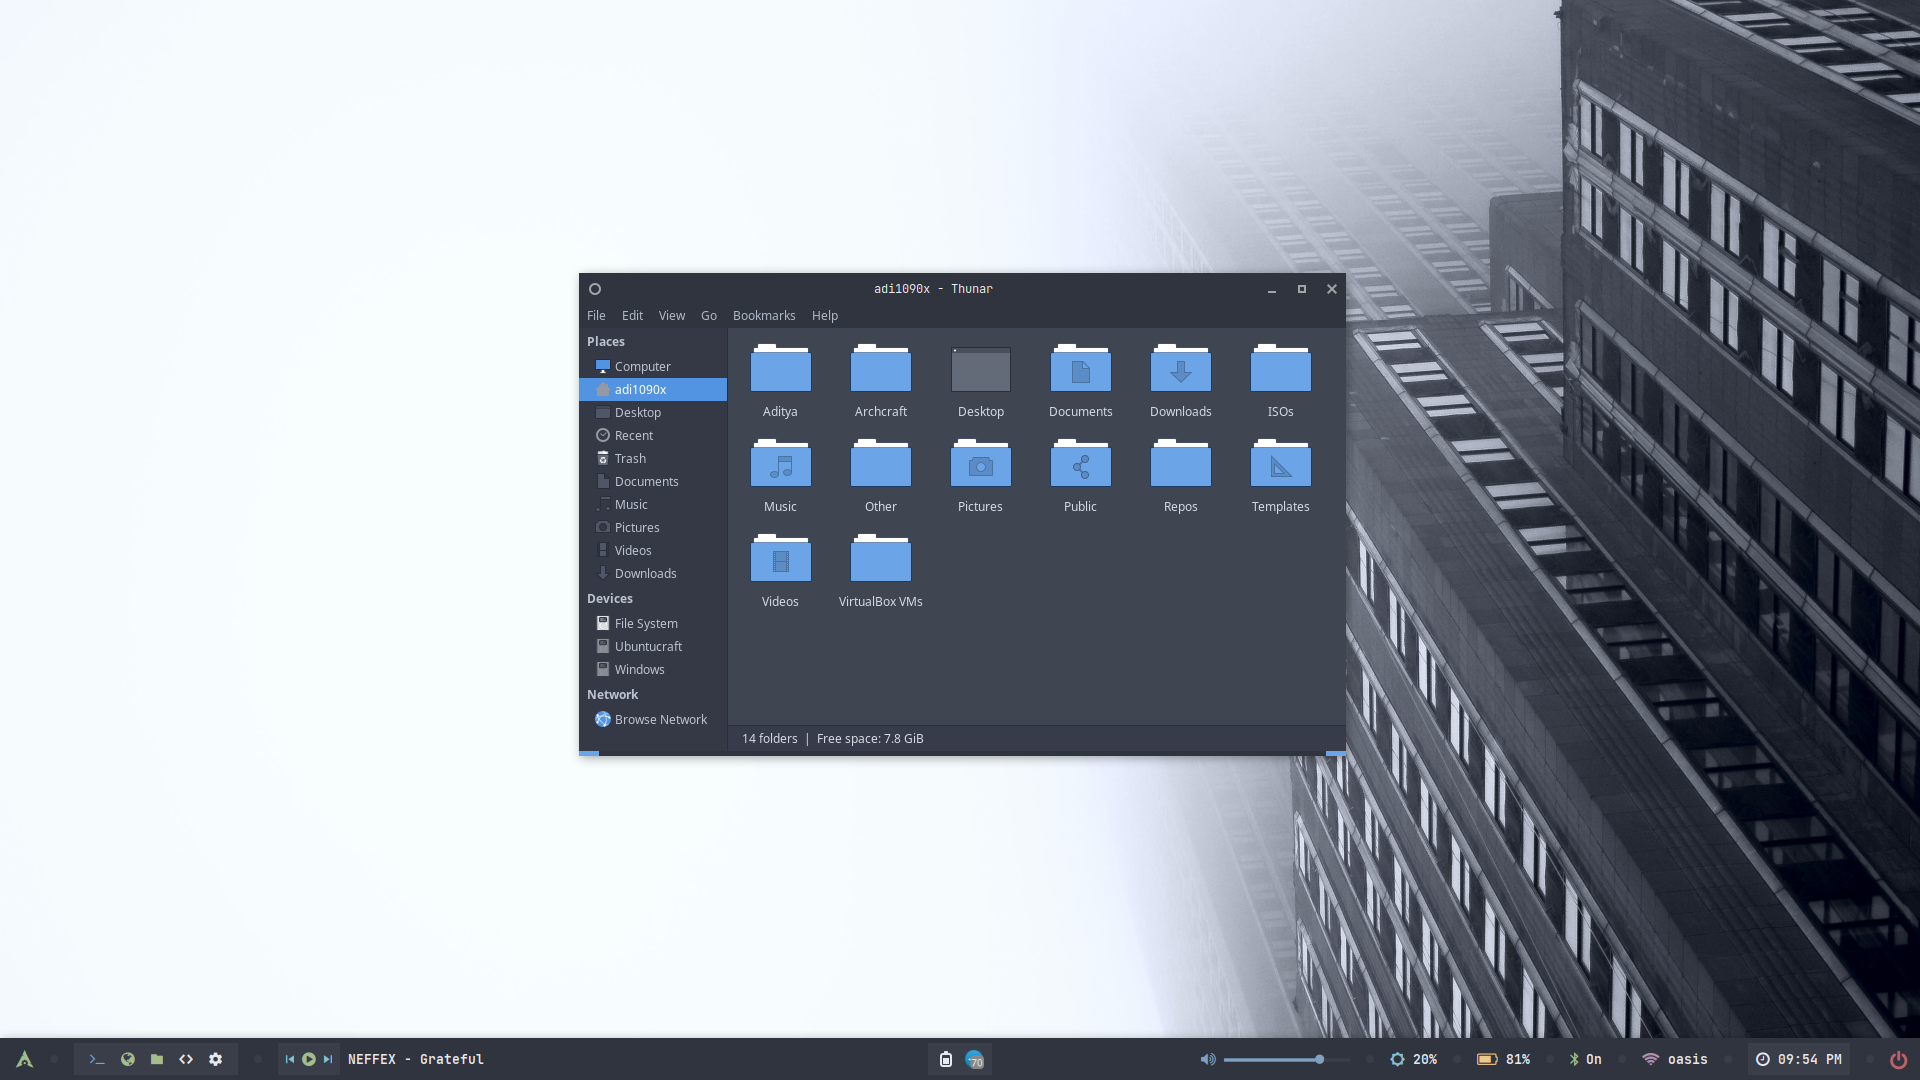 adi1090x - Thunar
File Edit View Go Bookmarks Help
Places
Computer
adi1090x
Desktop
Recent
Trash
Documents
Music
Pictures
Videos
Downloads
Devices
File System
Ubuntucraft
Windows
Network
Browse Network
Aditya Archcraft Desktop Documents Downloads ISOs
Music Other Pictures Public Repos Templates
Videos VirtualBox VMs
14 folders | Free space: 7.8 GiB
NEFFEX - Grateful 70 20% 81% On oasis 09:54 PM